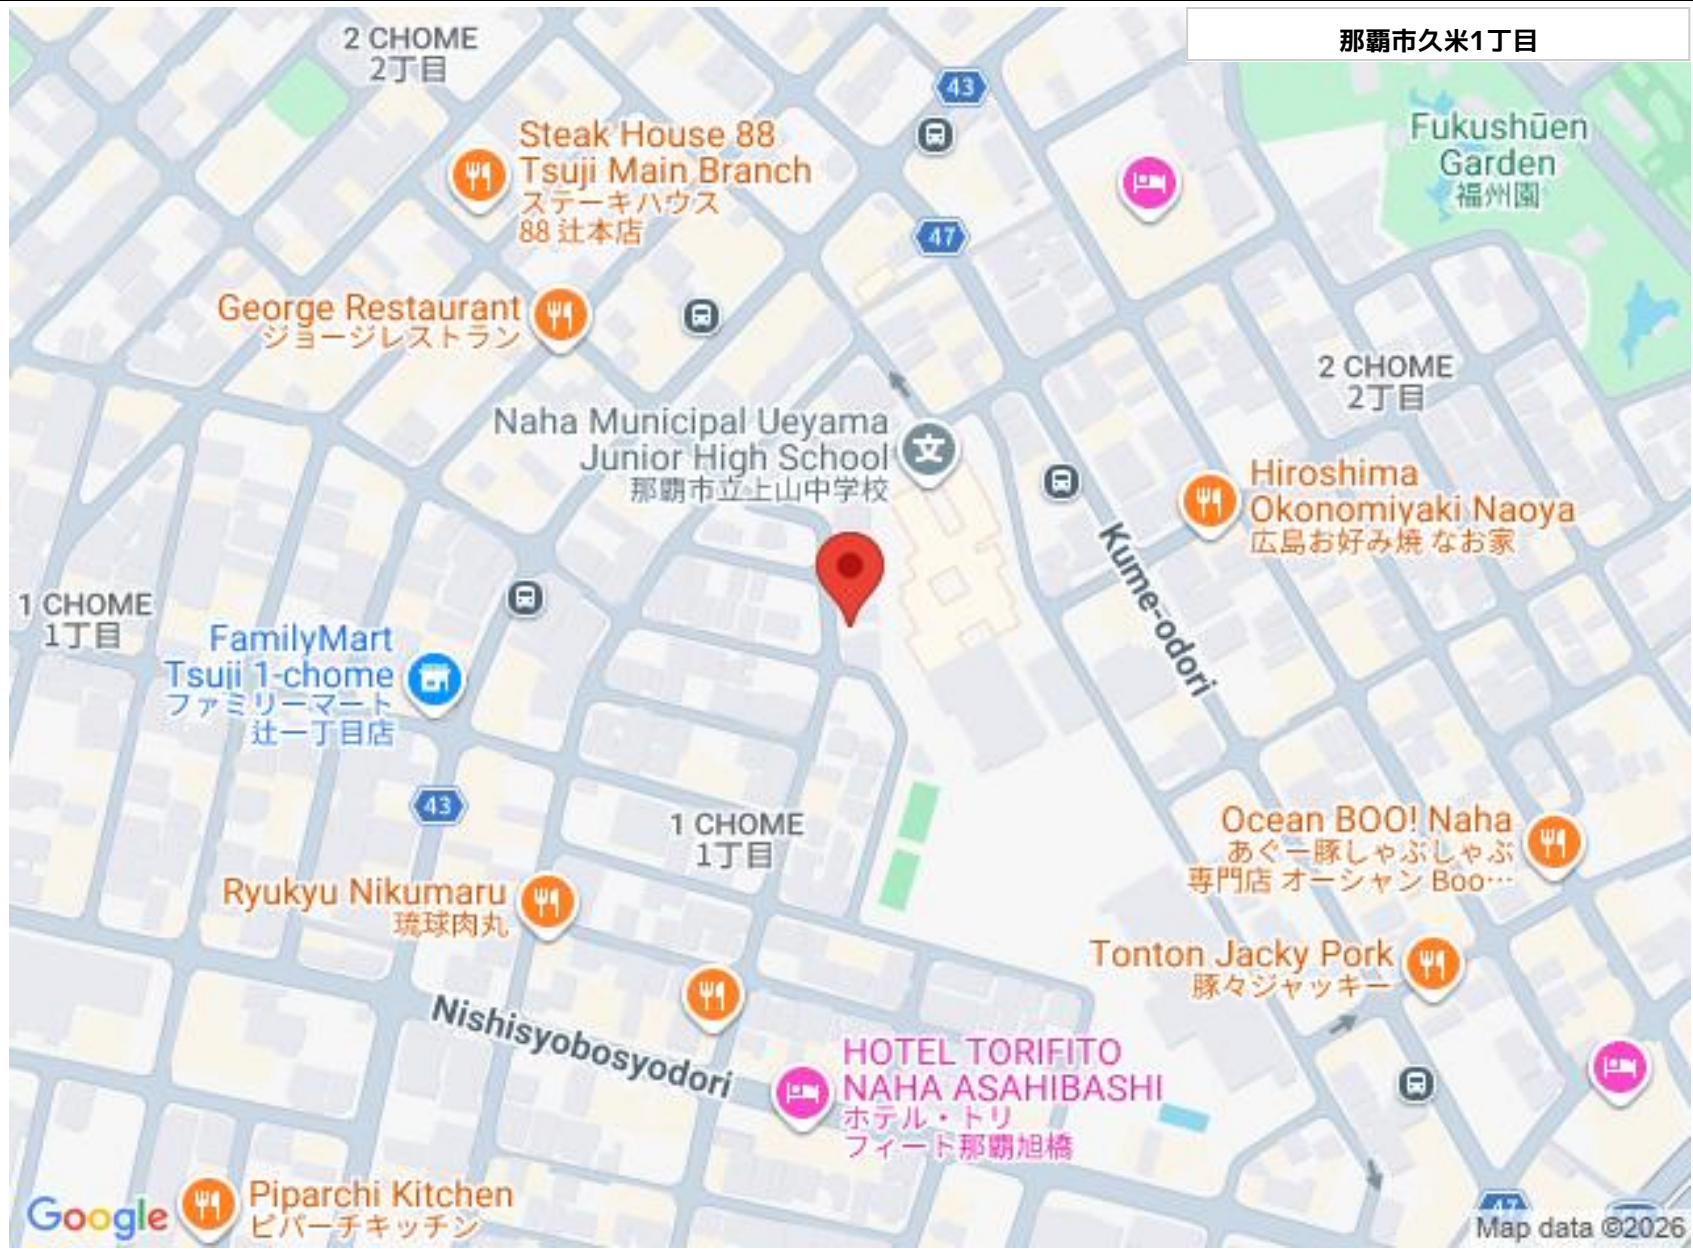 那覇市久米1丁目
2 CHOME
2丁目
43
Steak House 88
Tsuji Main Branch
ステーキハウス
88 辻本店
Fukushūen
Garden
福州園
47
George Restaurant
ジョージレストラン
2 CHOME
2丁目
Naha Municipal Ueyama
Junior High School
那覇市立上山中学校
文
Hiroshima
Okonomiyaki Naoya
広島お好み焼 なお家
Kume-odori
1 CHOME
1丁目
FamilyMart
Tsuji 1-chome
ファミリーマート
辻一丁目店
43
1 CHOME
1丁目
Ocean BOO! Naha
あぐー豚しゃぶしゃぶ
専門店 オーシャン Boo…
Ryukyu Nikumaru
琉球肉丸
Tonton Jacky Pork
豚々ジャッキー
Nishisyobosyodori
HOTEL TORIFITO
NAHA ASAHIBASHI
ホテル・トリ
フィート那覇旭橋
Piparchi Kitchen
ピパーチキッチン
Google
47
Map data ©2026